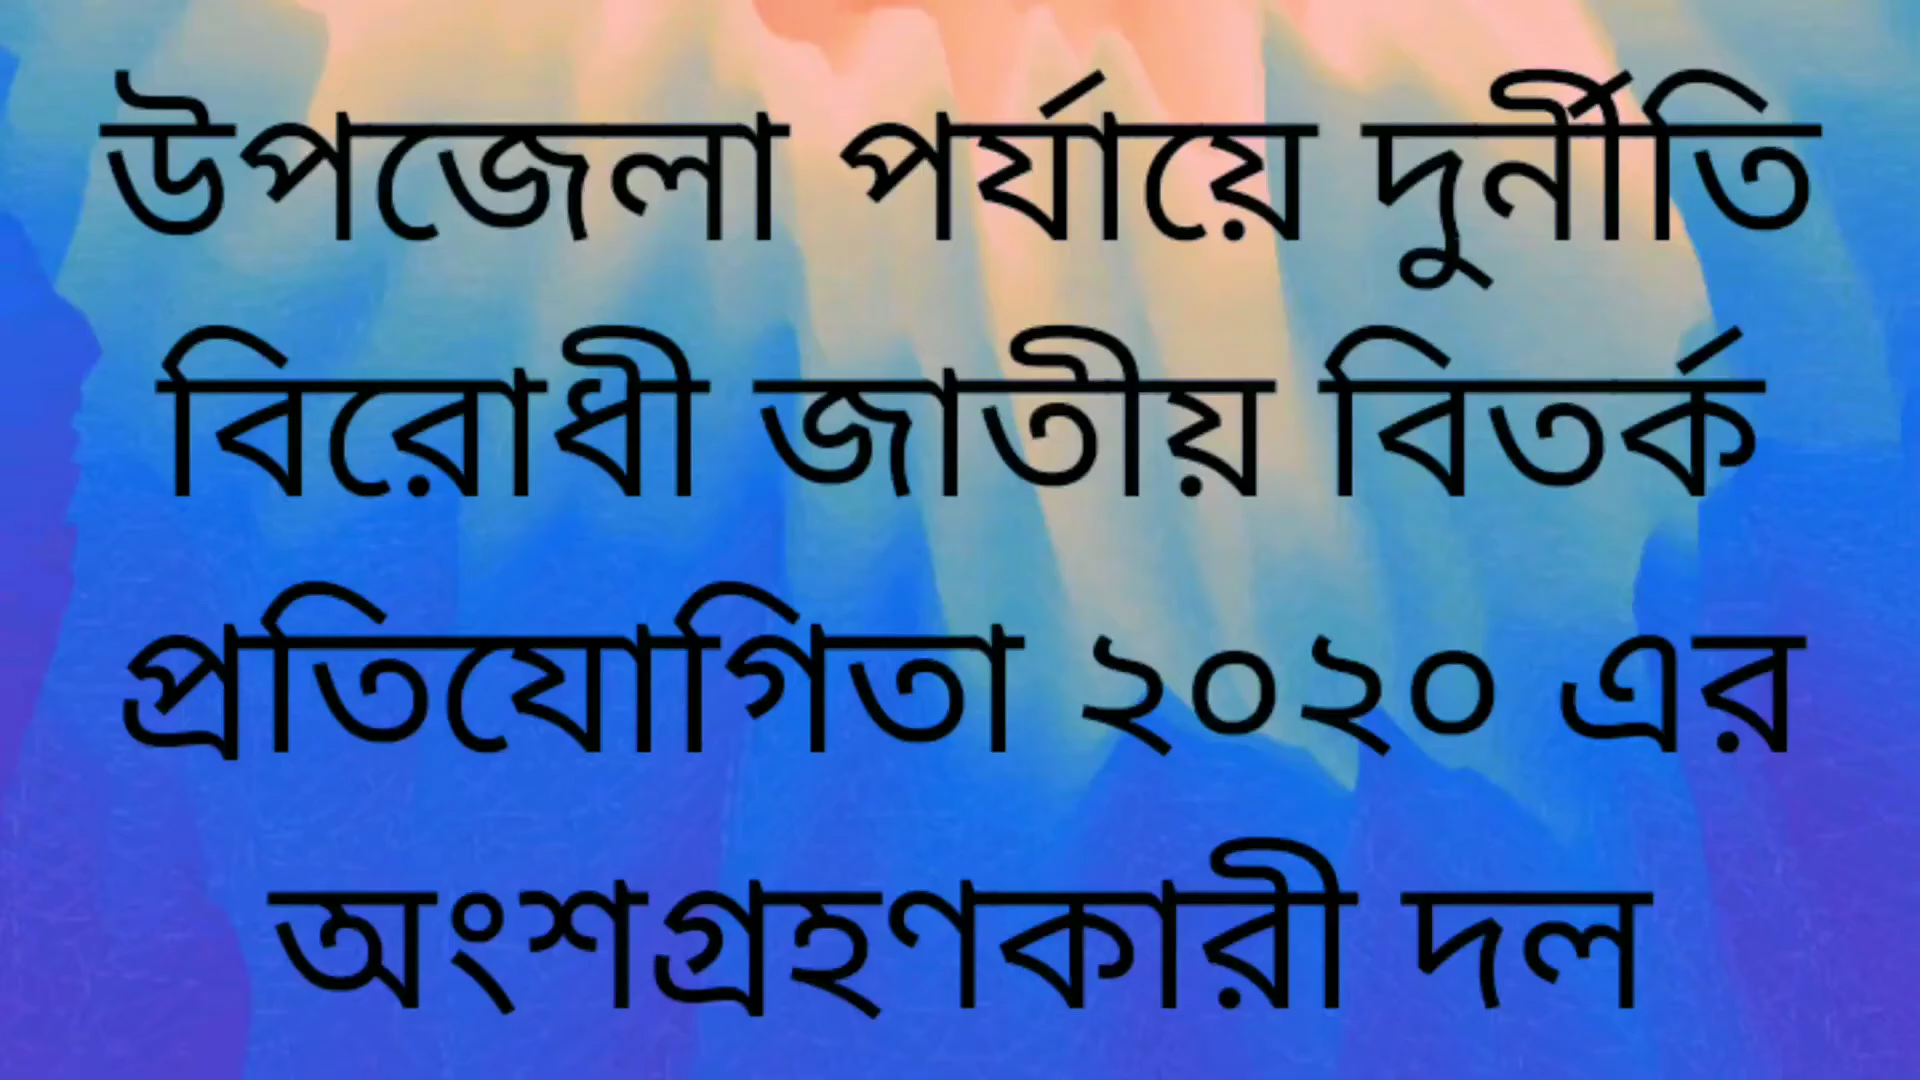 উপজেলা পর্যায়ে দুর্নীতি
বিরোধী জাতীয় বিতর্ক
প্রতিযোগিতা ২০২০ এর
অংশগ্রহণকারী দল